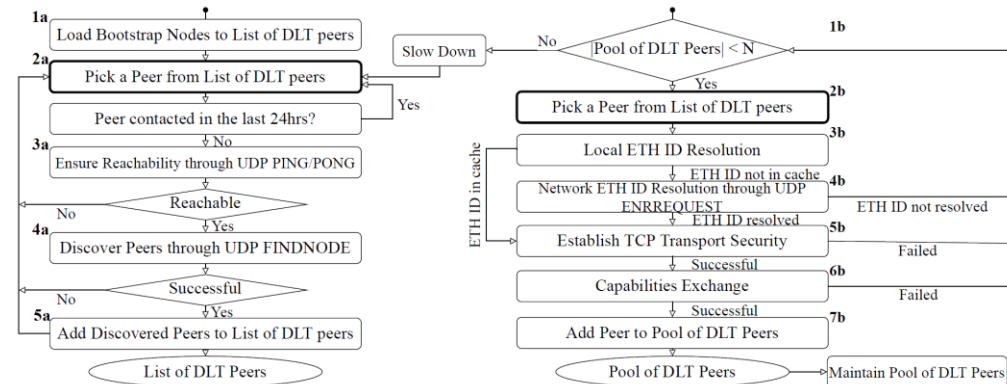 1a
Load Bootstrap Nodes to List of DLT peers
2a
Pick a Peer from List of DLT peers
Yes
Peer contacted in the last 24hrs?
No
3a
Ensure Reachability through UDP PING/PONG
Reachable
No
Yes
4a
Discover Peers through UDP FINDNODE
Successful
No
Yes
5a
Add Discovered Peers to List of DLT peers
List of DLT Peers
Slow Down
No
|Pool of DLT Peers| < N
1b
Yes
2b
Pick a Peer from List of DLT peers
3b
Local ETH ID Resolution
ETH ID in cache
ETH ID not in cache
4b
Network ETH ID Resolution through UDP
ENRREQUEST
ETH ID not resolved
ETH ID resolved
5b
Establish TCP Transport Security
Failed
Successful
6b
Capabilities Exchange
Failed
Successful
7b
Add Peer to Pool of DLT Peers
Pool of DLT Peers
Maintain Pool of DLT Peers